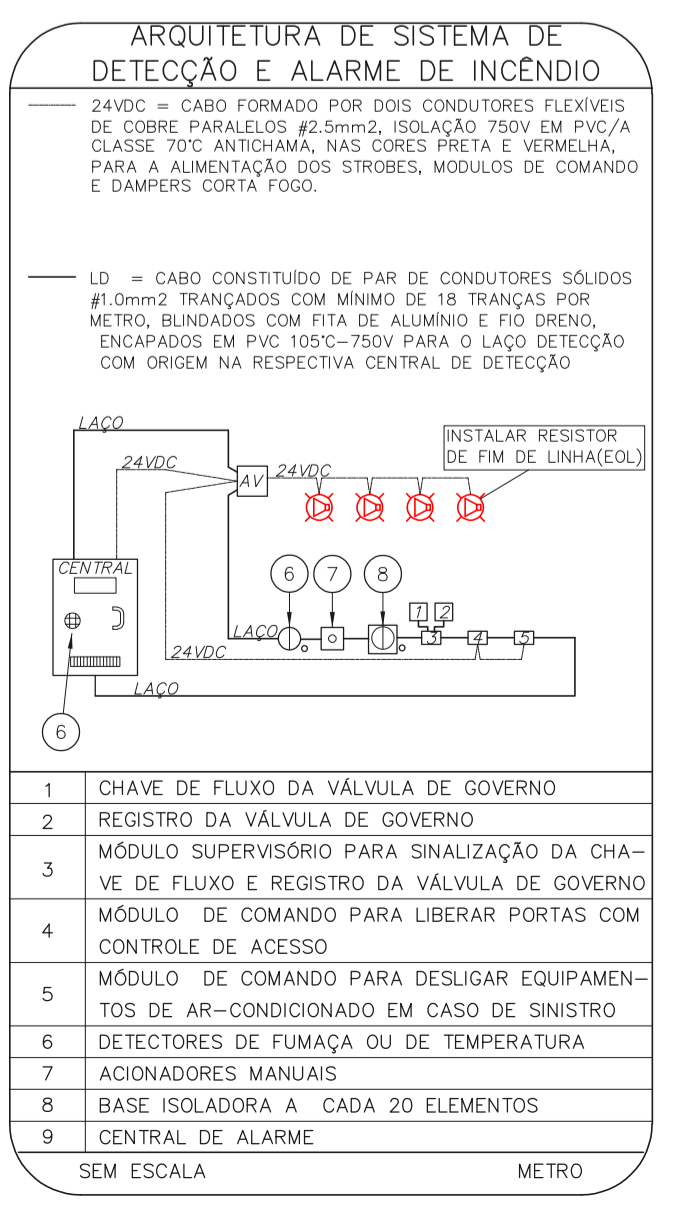 ARQUITETURA DE SISTEMA DE
DETECÇÃO E ALARME DE INCÊNDIO
24VDC = CABO FORMADO POR DOIS CONDUTORES FLEXÍVEIS
DE COBRE PARALELOS #2.5mm2, ISOLAÇÃO 750V EM PVC/A
CLASSE 70°C ANTICHAMA, NAS CORES PRETA E VERMELHA,
PARA A ALIMENTAÇÃO DOS STROBES, MODULOS DE COMANDO
E DAMPERS CORTA FOGO.
LD = CABO CONSTITUÍDO DE PAR DE CONDUTORES SÓLIDOS
#1.0mm2 TRANÇADOS COM MÍNIMO DE 18 TRANÇAS POR
METRO, BLINDADOS COM FITA DE ALUMÍNIO E FIO DRENO,
ENCAPADOS EM PVC 105°C-750V PARA O LAÇO DETECÇÃO
COM ORIGEM NA RESPECTIVA CENTRAL DE DETECÇÃO
LAÇO
INSTALAR RESISTOR
DE FIM DE LINHA(EOL)
24VDC
AV
24VDC
CENTRAL
6
7
8
1
2
LAÇO
3
4
5
24VDC
LAÇO
6
1 CHAVE DE FLUXO DA VÁLVULA DE GOVERNO
2 REGISTRO DA VÁLVULA DE GOVERNO
3 MÓDULO SUPERVISÓRIO PARA SINALIZAÇÃO DA CHA-
VE DE FLUXO E REGISTRO DA VÁLVULA DE GOVERNO
4 MÓDULO DE COMANDO PARA LIBERAR PORTAS COM
CONTROLE DE ACESSO
5 MÓDULO DE COMANDO PARA DESLIGAR EQUIPAMEN-
TOS DE AR-CONDICIONADO EM CASO DE SINISTRO
6 DETECTORES DE FUMAÇA OU DE TEMPERATURA
7 ACIONADORES MANUAIS
8 BASE ISOLADORA A CADA 20 ELEMENTOS
9 CENTRAL DE ALARME
SEM ESCALA METRO